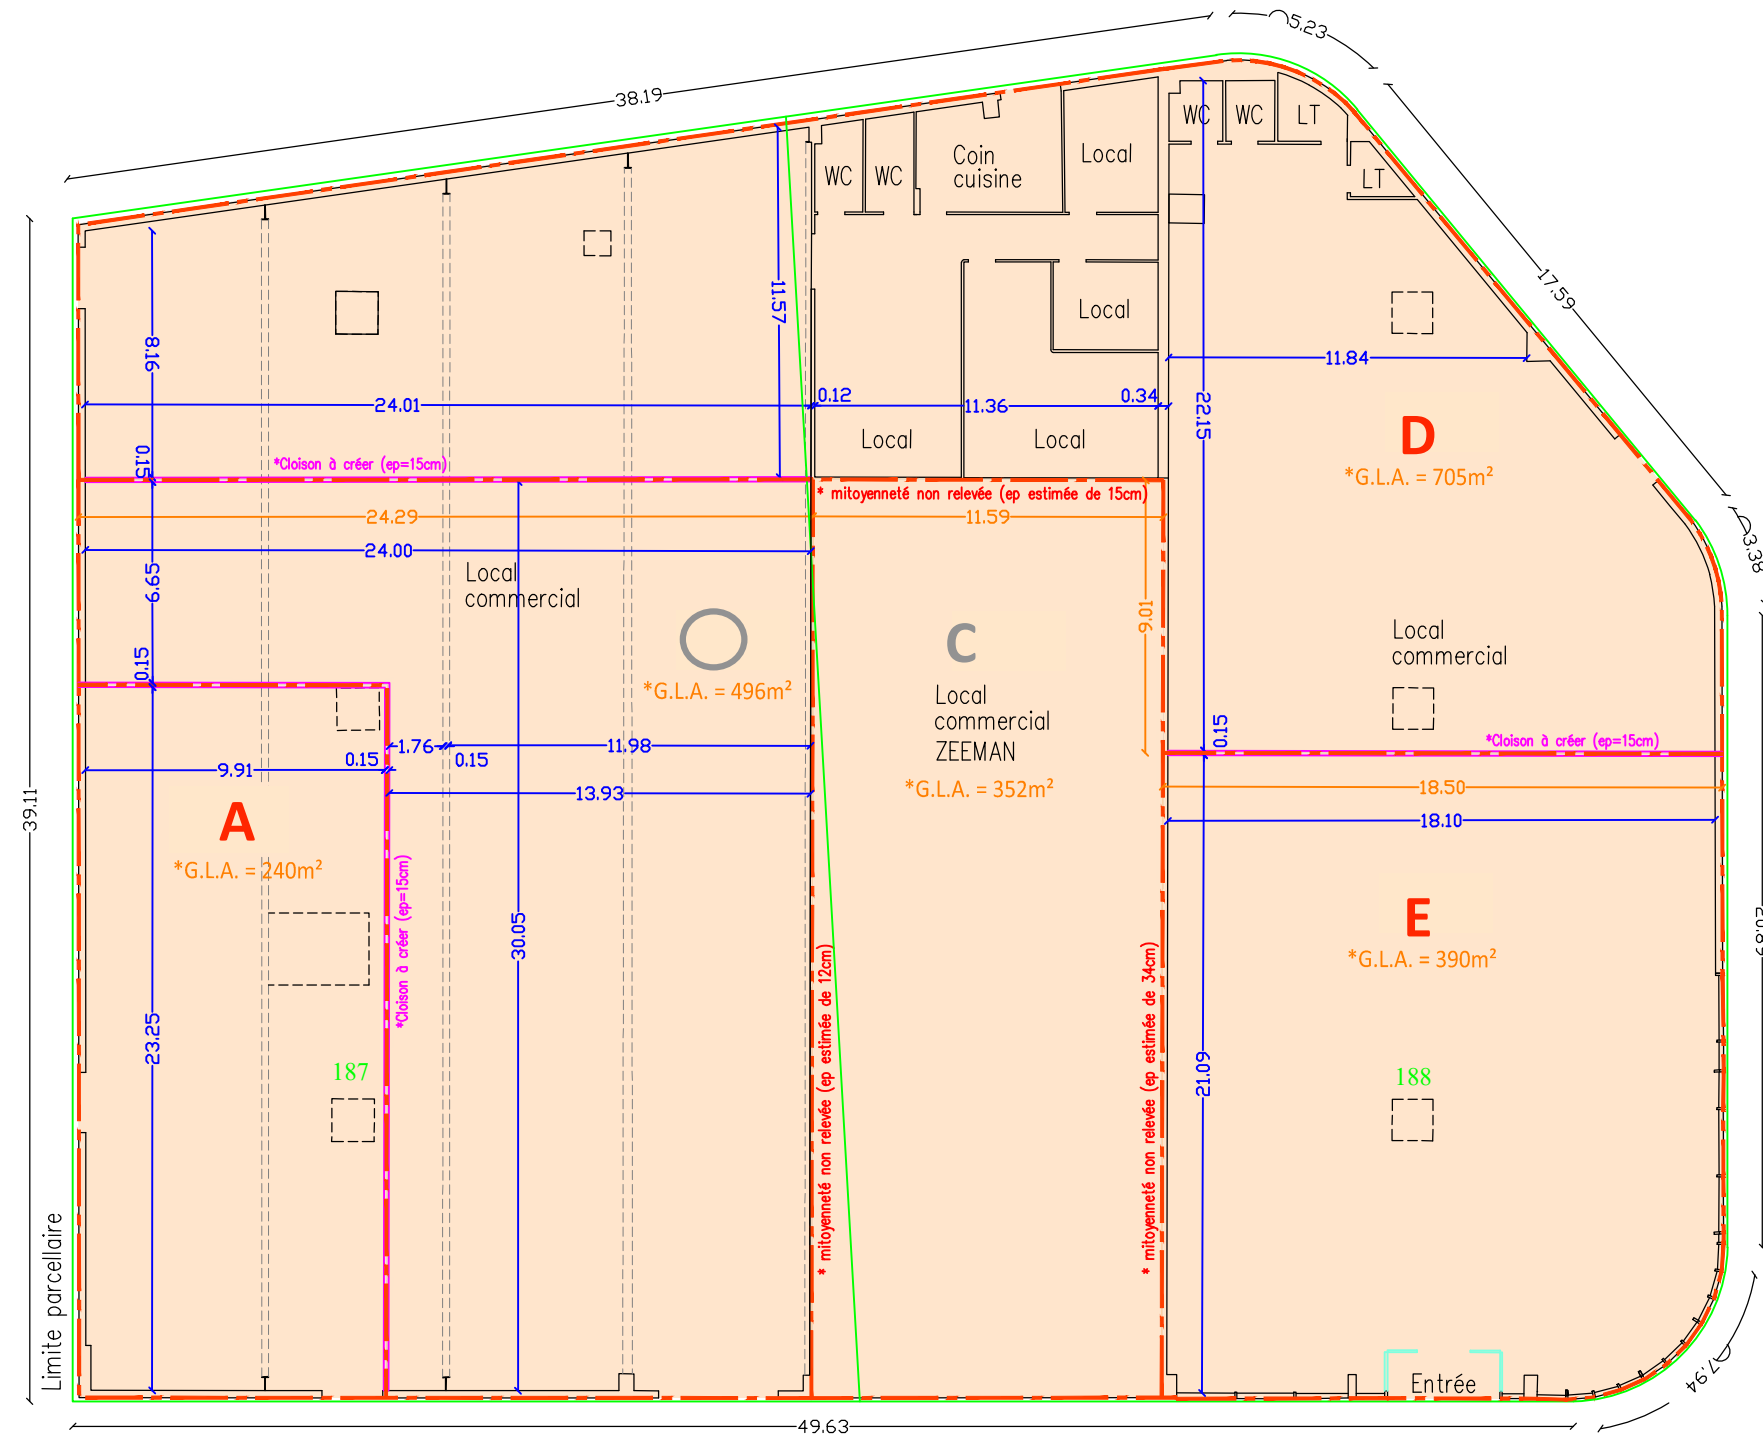 5.23
38.19
WC
WC
LT
Coin
cuisine
Local
WC
WC
LT
17.59
11.57
Local
8.16
11.84
24.01
0.12
11.36
0.34
22.15
D
Local
Local
0.15
*Cloison à créer (ep=15cm)
*G.L.A. = 705m²
* mitoyenneté non relevée (ep estimée de 15cm)
24.29
11.59
24.00
3.38
6.65
Local
commercial
9.01
Local
commercial
C
0.15
*G.L.A. = 496m²
Local
commercial
ZEEMAN
0.15
*Cloison à créer (ep=15cm)
1.76
11.98
0.15
0.15
9.91
*G.L.A. = 352m²
18.50
13.93
18.10
39.11
A
*G.L.A. = 240m²
*Cloison à créer (ep=15cm)
30.05
E
*G.L.A. = 390m²
* mitoyenneté non relevée (ep estimée de 12cm)
* mitoyenneté non relevée (ep estimée de 34cm)
23.25
187
21.09
188
Limite parcellaire
Entrée
7.94
49.63